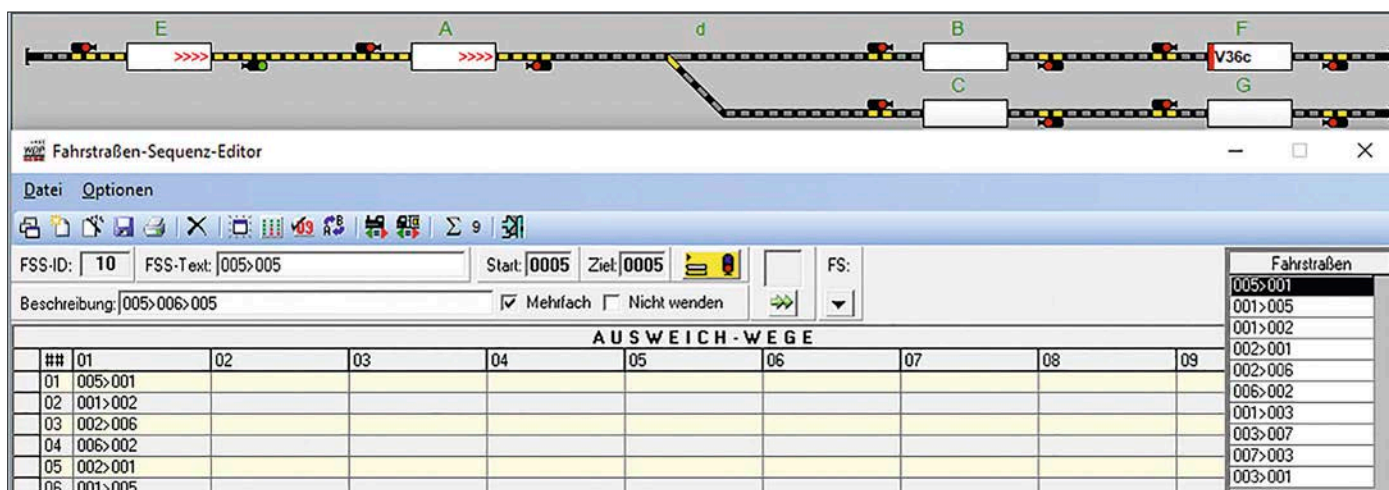 E A d B F
>>>> >>>> V36c
C G
WDP Fahrstraßen-Sequenz-Editor
Datei Optionen
09 B A Σ 9
FSS-ID: 10 FSS-Text: 005>005 Start: 0005 Ziel: 0005 FS: Fahrstraßen
Beschreibung: 005>006>005 Mehrfach Nicht wenden
AUSWEICH-WEGE
## 01 02 03 04 05 06 07 08 09
01 005>001
02 001>002
03 002>006
04 006>002
05 002>001
06 001>005
005>001
001>005
001>002
002>001
002>006
006>002
001>003
003>007
007>003
003>001